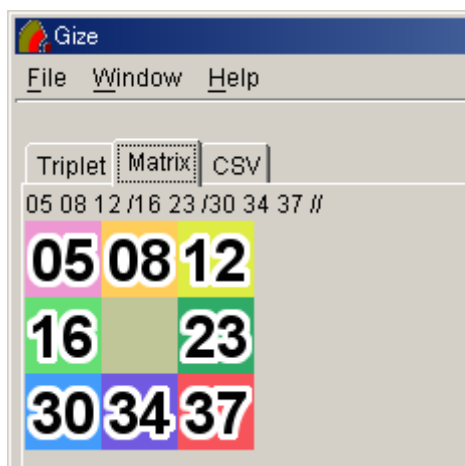 Gize
File Window Help
Triplet Matrix CSV
05 08 12 /16 23 /30 34 37 //
05 08 12
16 23
30 34 37